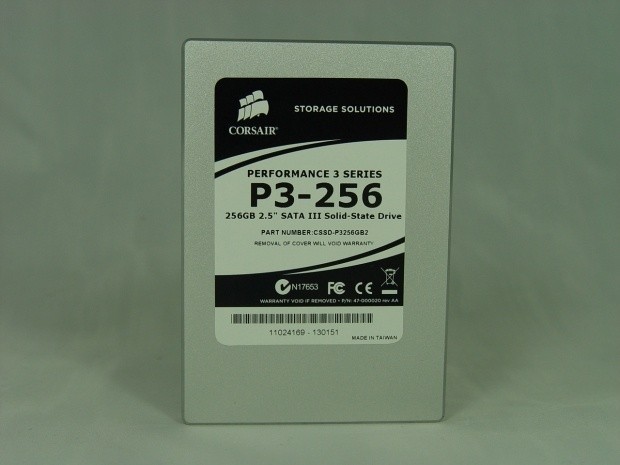 STORAGE SOLUTIONS
CORSAIR
PERFORMANCE 3 SERIES
P3-256
256GB 2.5" SATA III Solid-State Drive
PART NUMBER:CSSD-P3256GB2
REMOVAL OF COVER WILL VOID WARRANTY
N17653 FC CE
WARRANTY VOID IF REMOVED • P/N: 47-000020 rev AA
11024169 - 130151
MADE IN TAIWAN